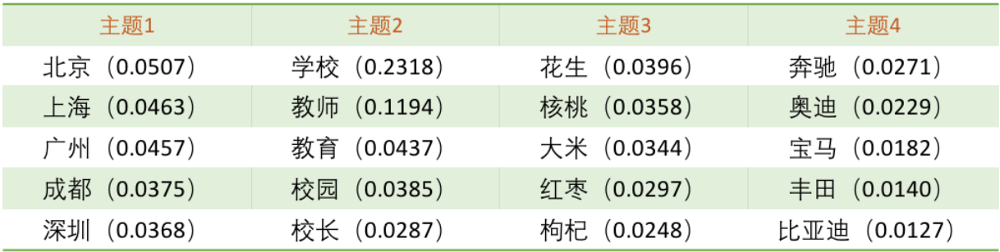 主题1 主题2 主题3 主题4
北京（0.0507） 学校（0.2318） 花生（0.0396） 奔驰（0.0271）
上海（0.0463） 教师（0.1194） 核桃（0.0358） 奥迪（0.0229）
广州（0.0457） 教育（0.0437） 大米（0.0344） 宝马（0.0182）
成都（0.0375） 校园（0.0385） 红枣（0.0297） 丰田（0.0140）
深圳（0.0368） 校长（0.0287） 枸杞（0.0248） 比亚迪（0.0127）